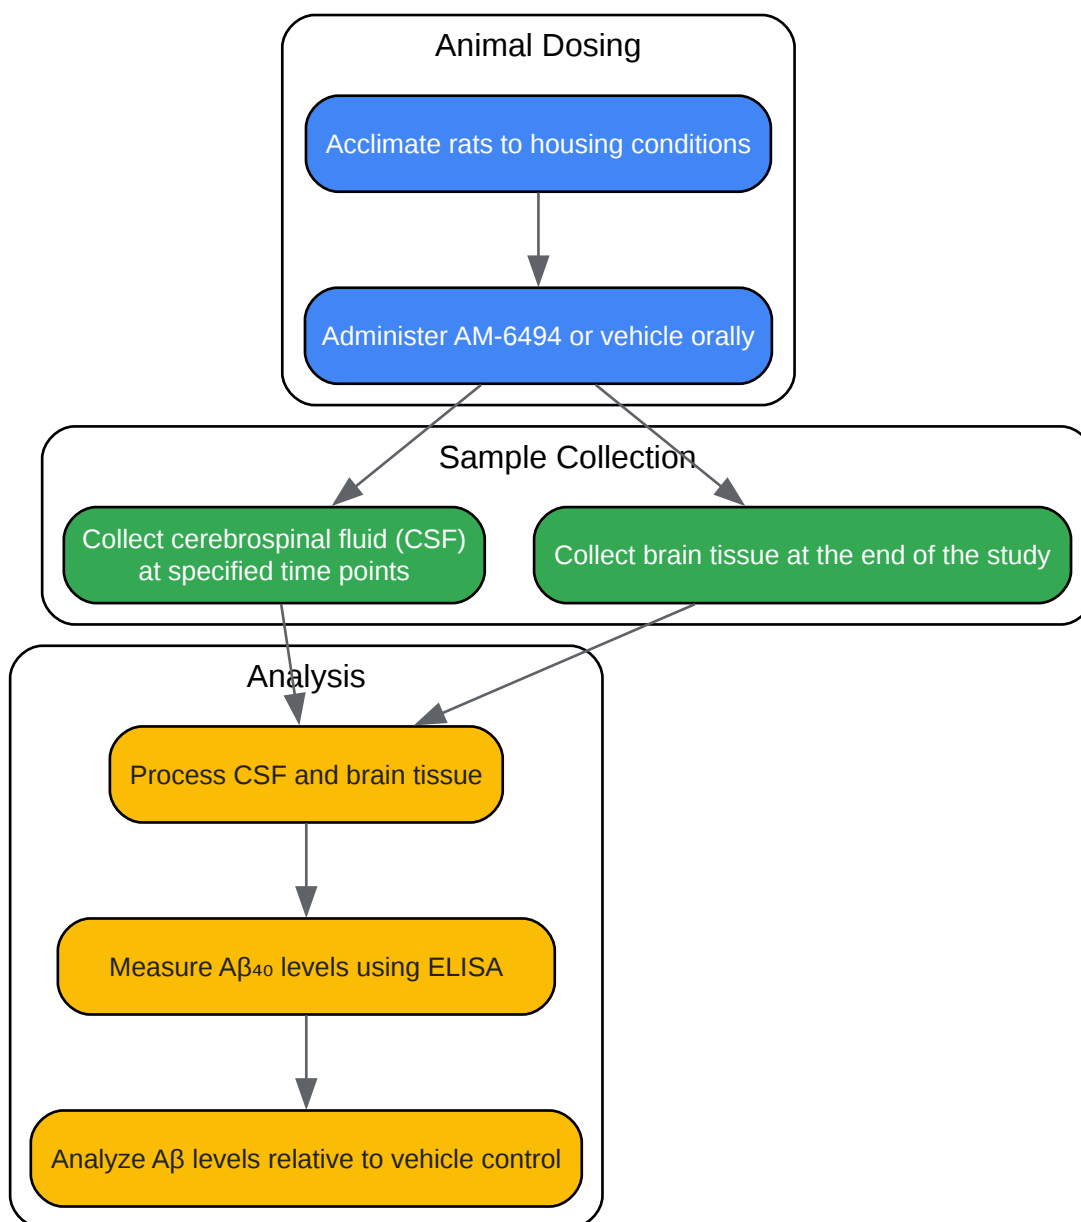 Animal Dosing
Acclimate rats to housing conditions
Administer AM-6494 or vehicle orally
Sample Collection
Collect cerebrospinal fluid (CSF)
at specified time points
Collect brain tissue at the end of the study
Analysis
Process CSF and brain tissue
Measure Aβ₄₀ levels using ELISA
Analyze Aβ levels relative to vehicle control